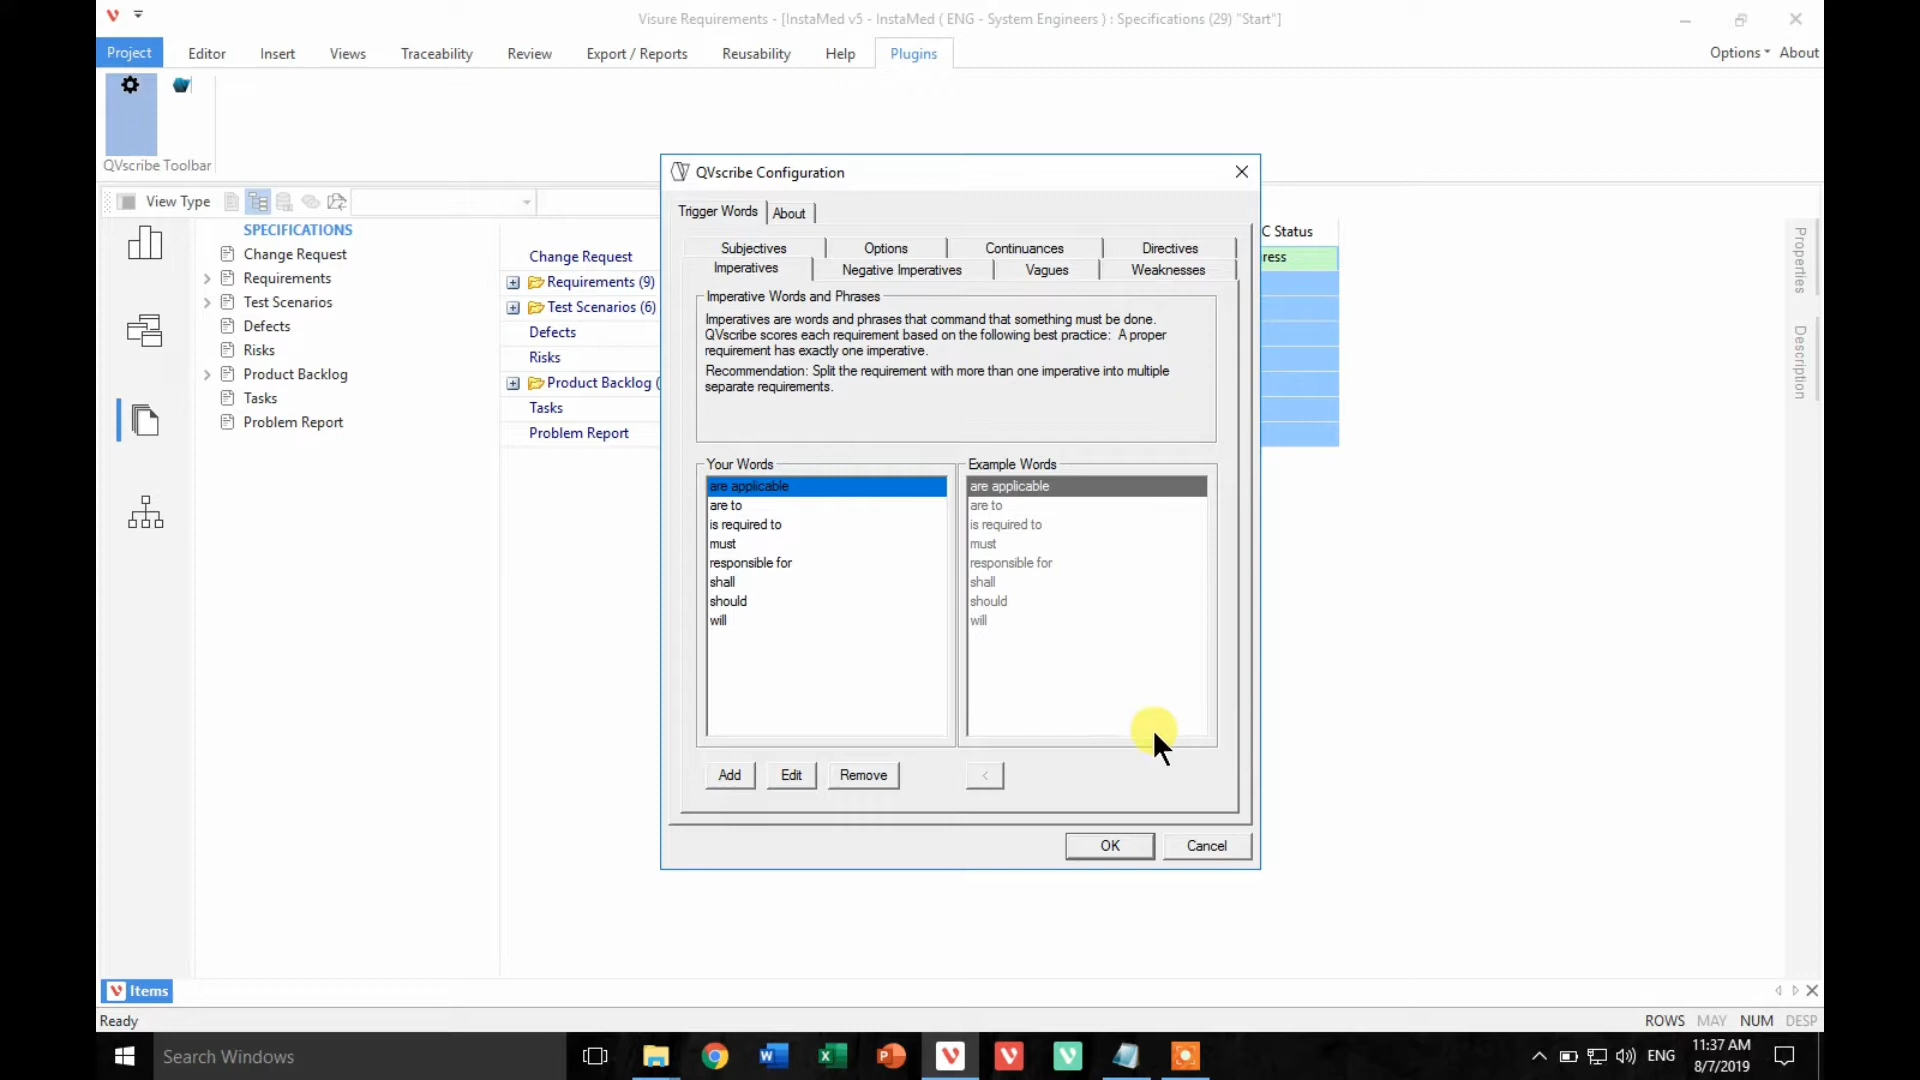 Visure Requirements - [InstaMed v5 - InstaMed ( ENG - System Engineers ) : Specifications (29) "Start"]
Project Editor Insert Views Traceability Review Export / Reports Reusability Help Plugins Options About
QVscribe Toolbar
View Type
SPECIFICATIONS
Change Request
Requirements
Test Scenarios
Defects
Risks
Product Backlog
Tasks
Problem Report
Change Request
Requirements (9)
Test Scenarios (6)
Defects
Risks
Product Backlog (
Tasks
Problem Report
C Status
ress
Properties
Description
QVscribe Configuration
Trigger Words About
Subjectives Options Continuances Directives
Imperatives Negative Imperatives Vagues Weaknesses
Imperative Words and Phrases
Imperatives are words and phrases that command that something must be done.
QVscribe scores each requirement based on the following best practice: A proper
requirement has exactly one imperative.
Recommendation: Split the requirement with more than one imperative into multiple
separate requirements.
Your Words
are applicable
are to
is required to
must
responsible for
shall
should
will
Example Words
are applicable
are to
is required to
must
responsible for
shall
should
will
Add Edit Remove <
OK Cancel
Items
Ready ROWS MAY NUM DESP
Search Windows
ENG
11:37 AM
8/7/2019